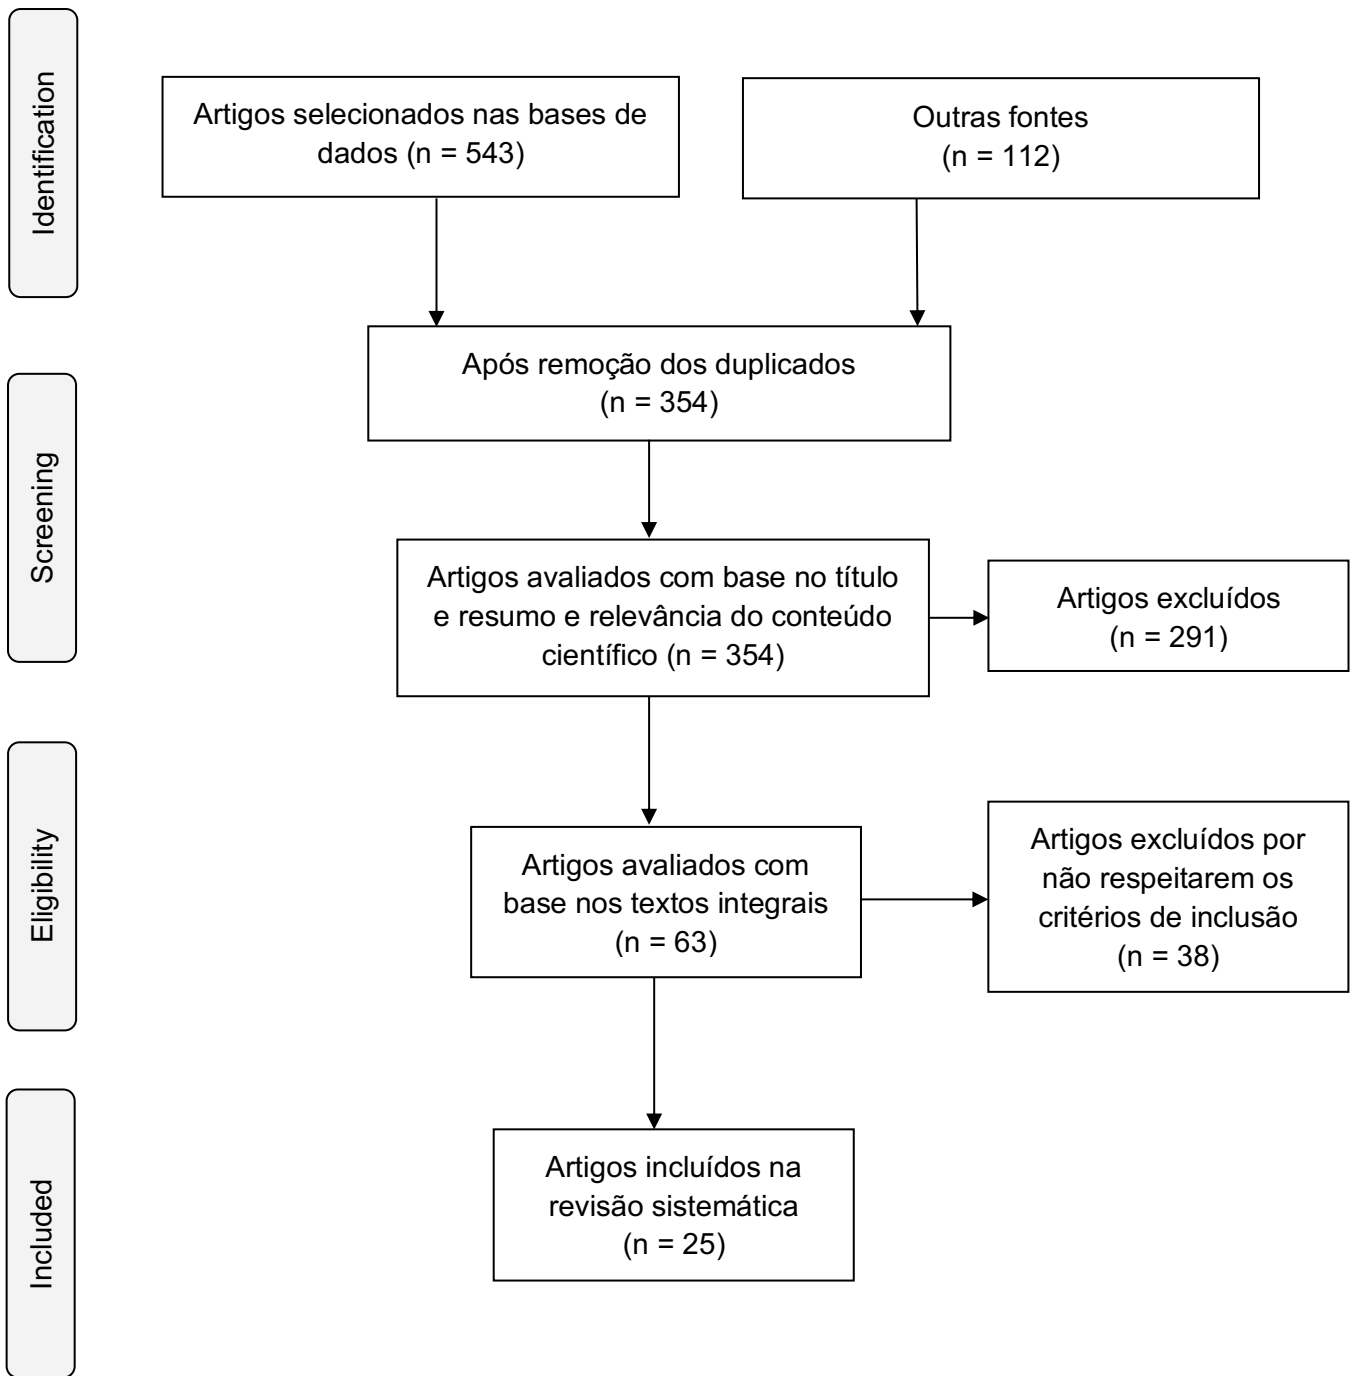 Identification
Artigos selecionados nas bases de
dados (n = 543)
Outras fontes
(n = 112)
Após remoção dos duplicados
(n = 354)
Screening
Artigos avaliados com base no título
e resumo e relevância do conteúdo
científico (n = 354)
Artigos excluídos
(n = 291)
Eligibility
Artigos avaliados com
base nos textos integrais
(n = 63)
Artigos excluídos por
não respeitarem os
critérios de inclusão
(n = 38)
Included
Artigos incluídos na
revisão sistemática
(n = 25)